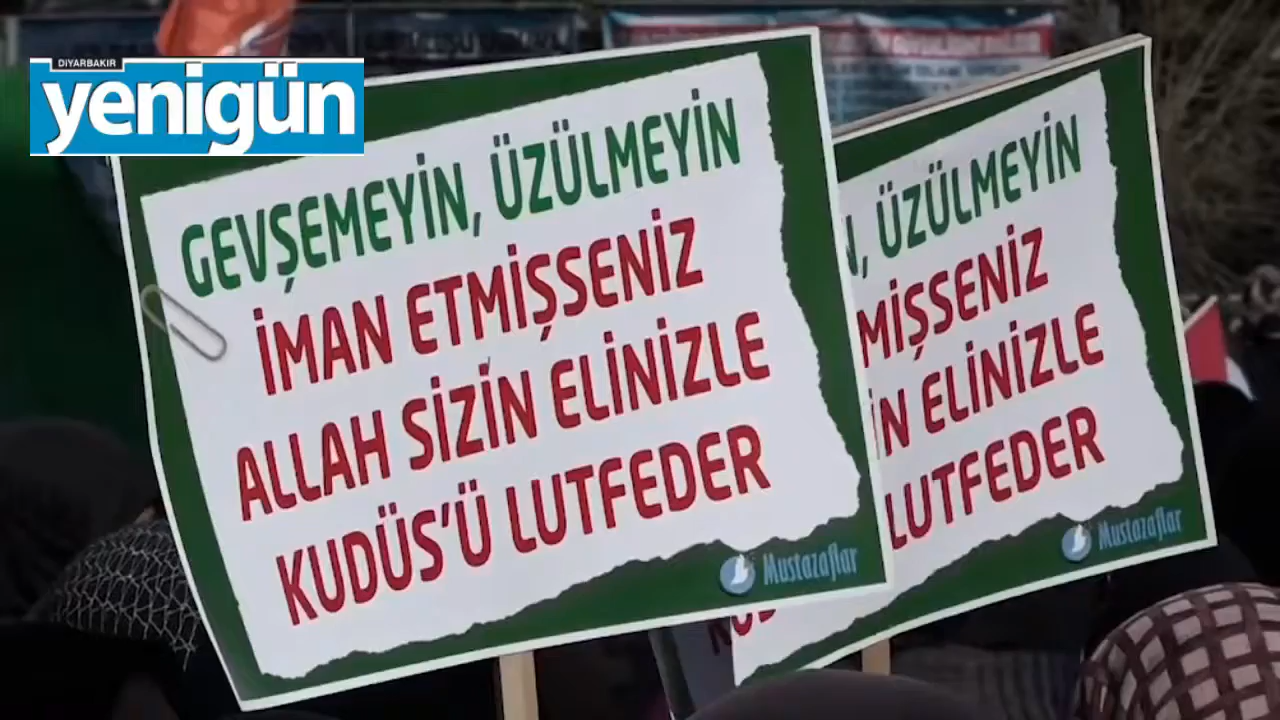 DIYARBAKIR
yenigün
GEVŞEMEYİN, ÜZÜLMEYİN
İMAN ETMİŞSENİZ
ALLAH SİZİN ELİNİZLE
KUDÜS'Ü LUTFEDER
Mustazaflar
N, ÜZÜLMEYİN
MİŞSENİZ
İN ELİNİZLE
LUTFEDER
Mustazaflar